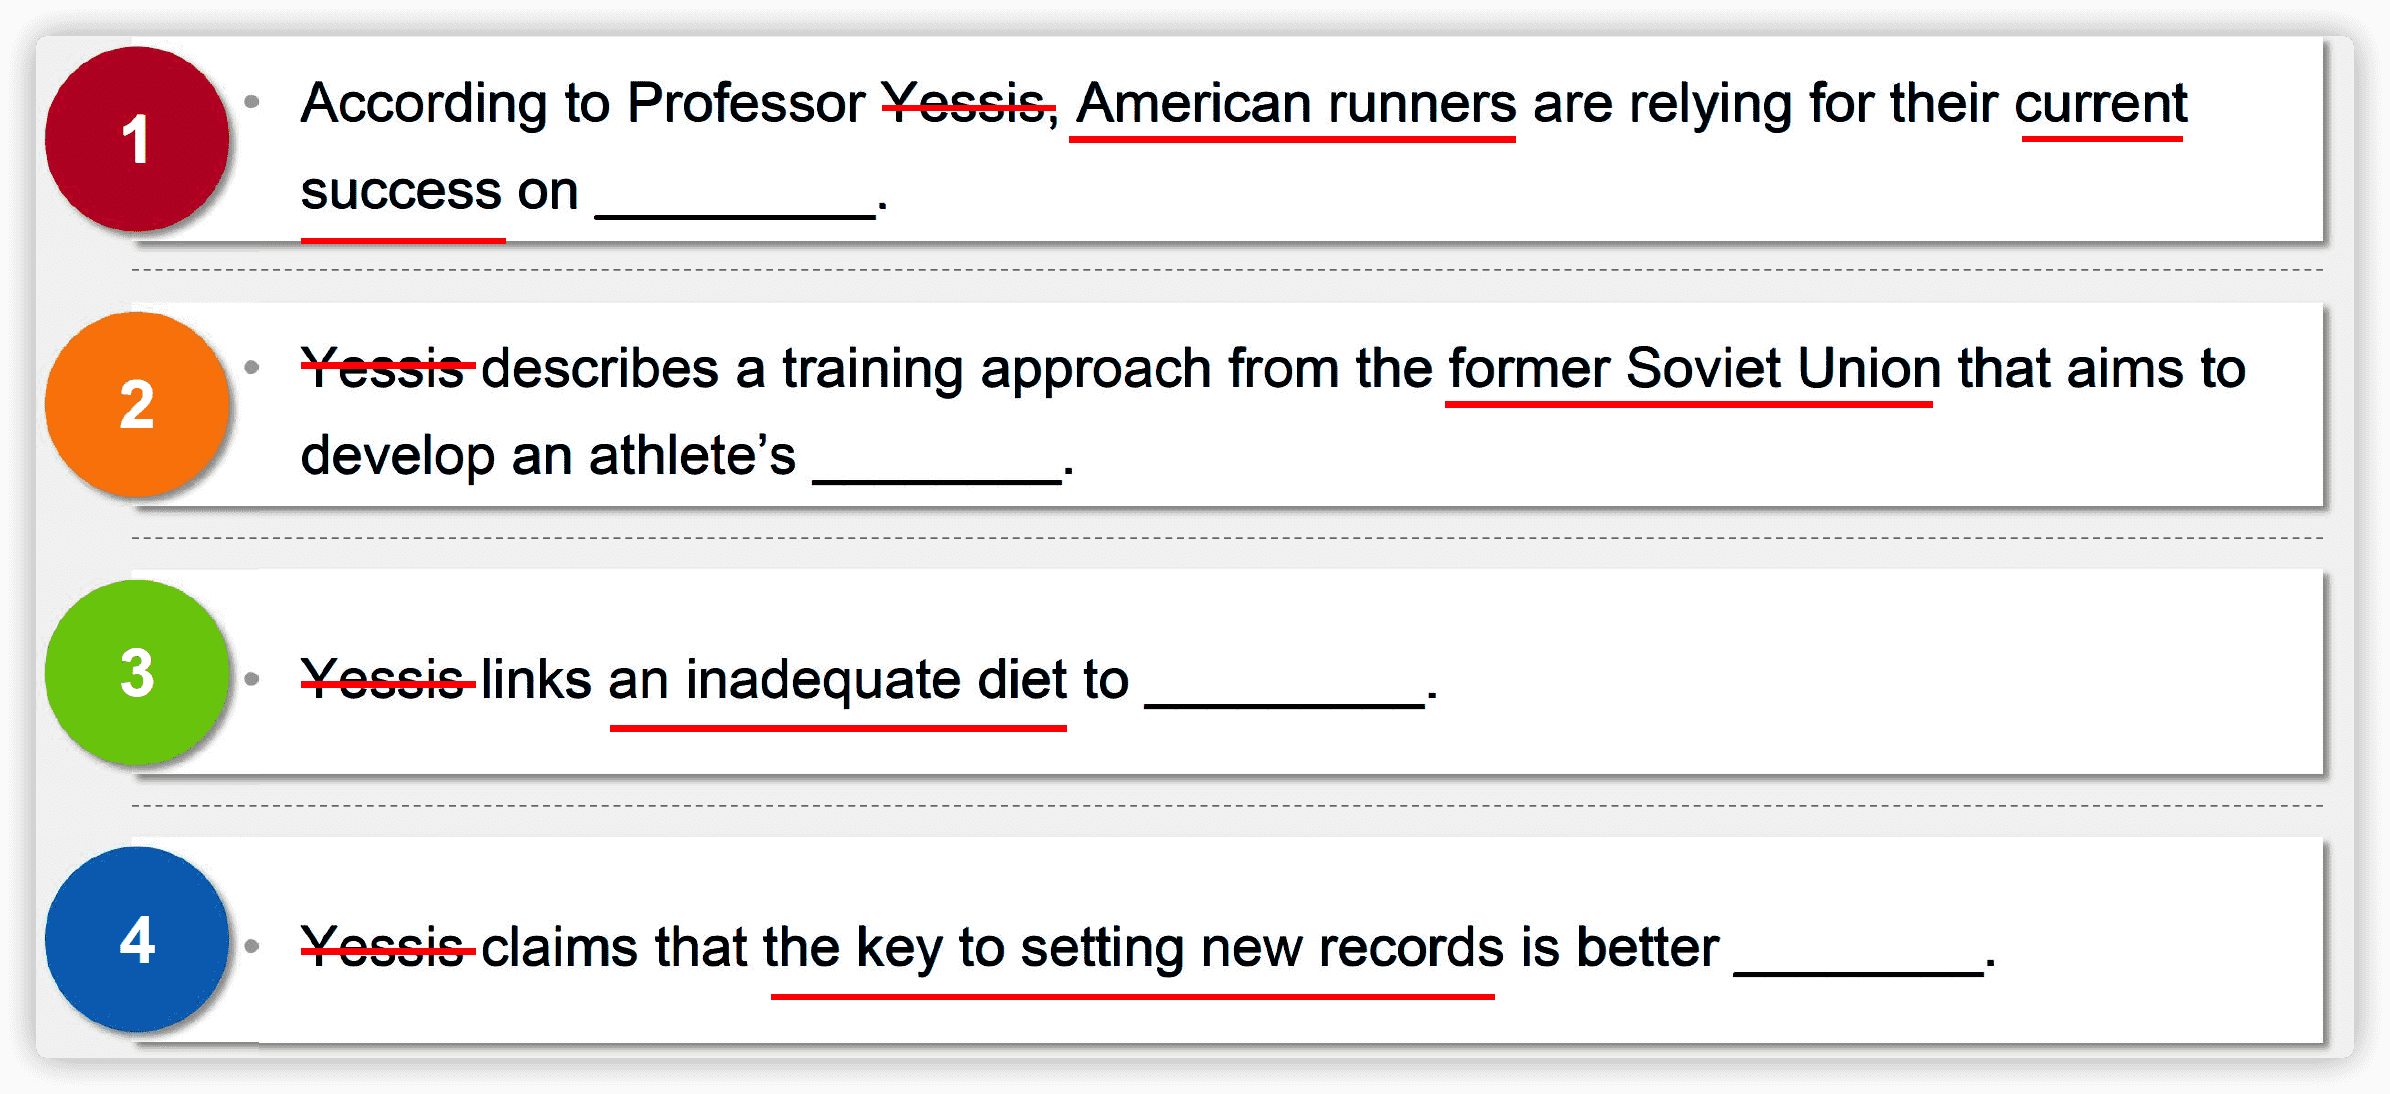 1
• According to Professor Yessis, American runners are relying for their current
success on _________.
2
• Yessis describes a training approach from the former Soviet Union that aims to
develop an athlete’s ________.
3
• Yessis links an inadequate diet to _________.
4
• Yessis claims that the key to setting new records is better ________.